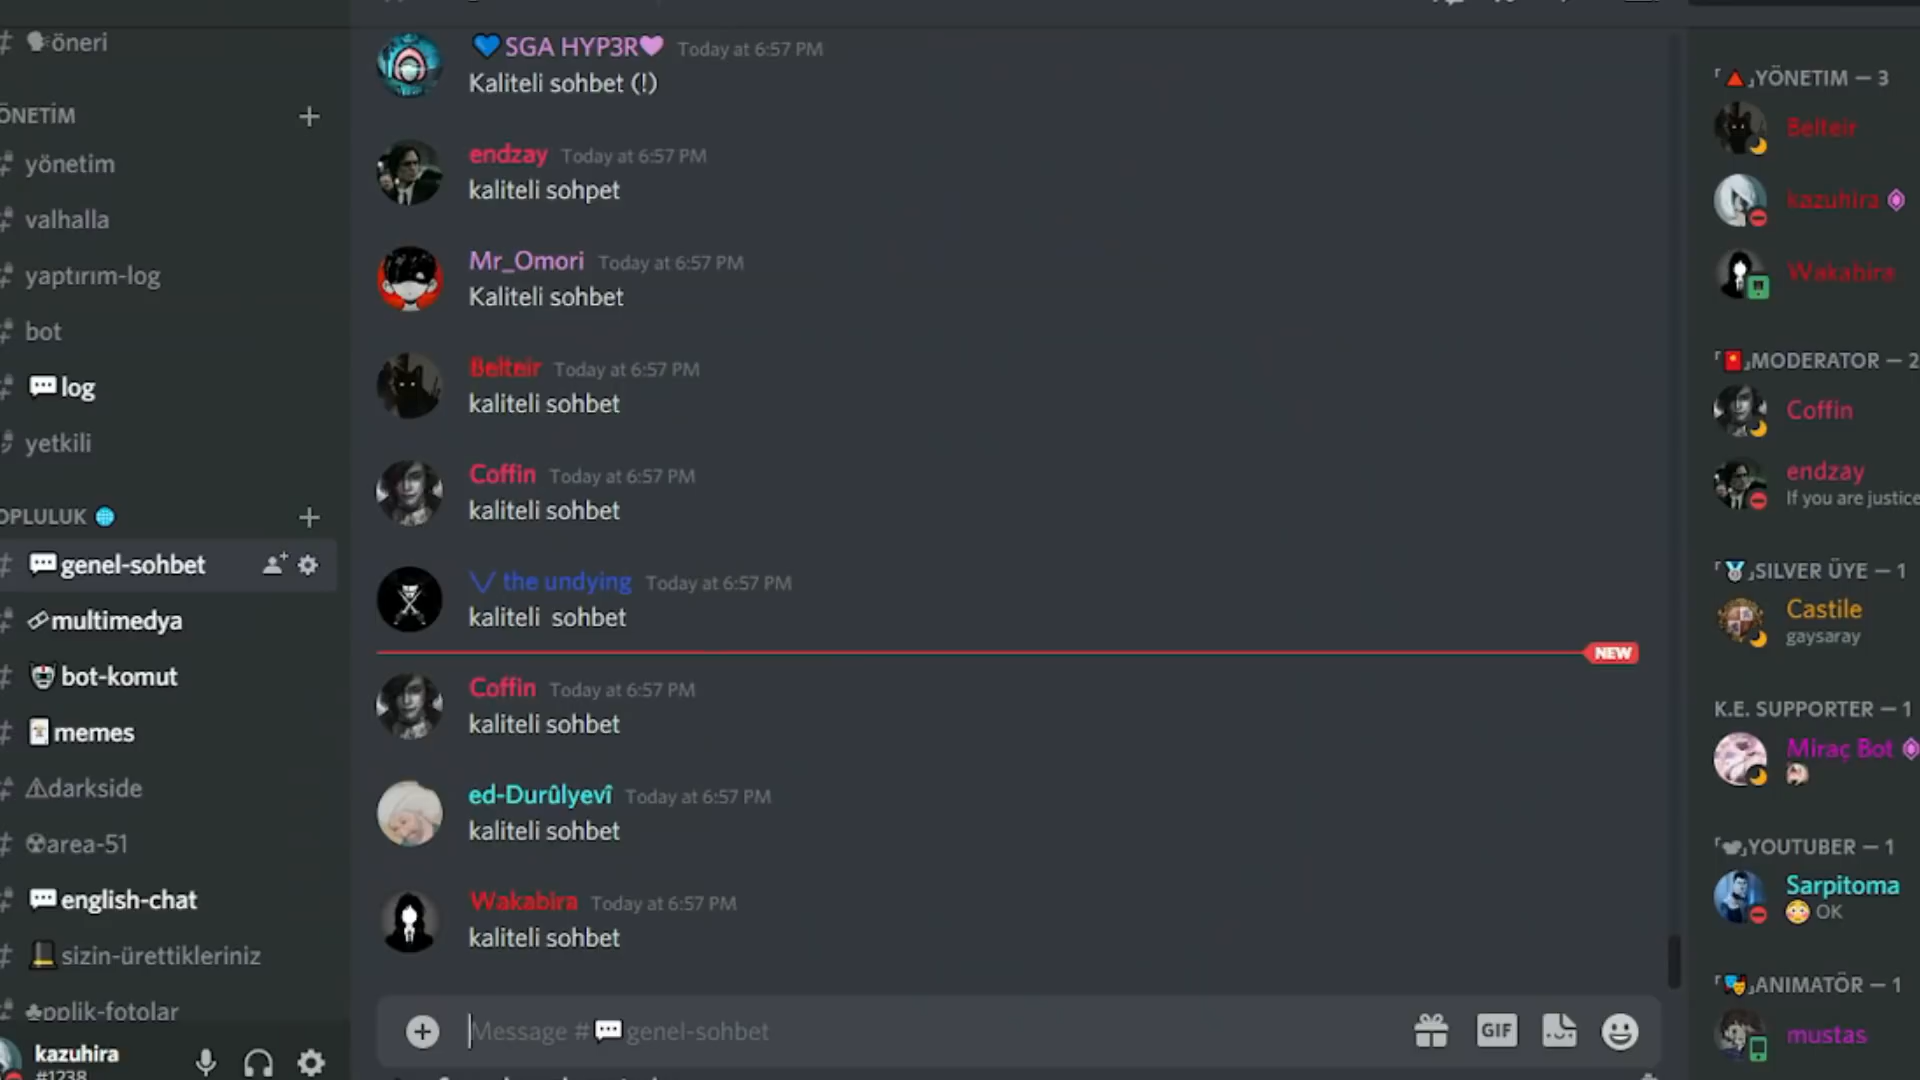 öneri
ÖNETİM
yönetim
valhalla
yaptırım-log
bot
log
yetkili
OPLULUK
genel-sohbet
multimedya
bot-komut
memes
darkside
area-51
english-chat
sizin-ürettikleriniz
pplik-fotolar
kazuhira
#1238
SGA HYP3R Today at 6:57 PM
Kaliteli sohbet (!)
endzay Today at 6:57 PM
kaliteli sohpet
Mr_Omori Today at 6:57 PM
Kaliteli sohbet
Belteir Today at 6:57 PM
kaliteli sohbet
Coffin Today at 6:57 PM
kaliteli sohbet
V the undying Today at 6:57 PM
kaliteli  sohbet
NEW
Coffin Today at 6:57 PM
kaliteli sohbet
ed-Durûlyevî Today at 6:57 PM
kaliteli sohbet
Wakabira Today at 6:57 PM
kaliteli sohbet
Message # genel-sohbet
GIF
「」YÖNETIM — 3
Belteir
kazuhira
Wakabira
「」MODERATOR — 2
Coffin
endzay
If you are justice
「」SILVER ÜYE — 1
Castile
gaysaray
K.E. SUPPORTER — 1
Miraç Bot
「」YOUTUBER — 1
Sarpitoma
OK
「」ANIMATÖR — 1
mustas